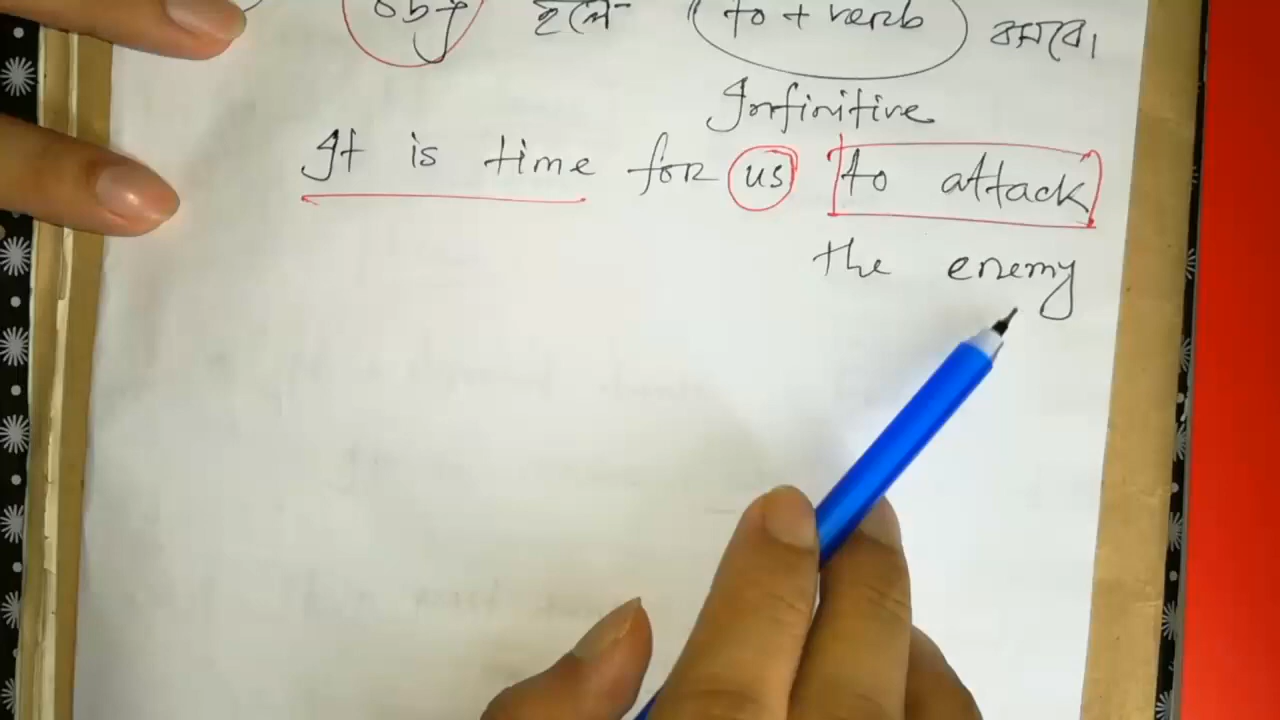 obj হলে to + verb বসবে।
Infinitive
It is time for us to attack
the enemy